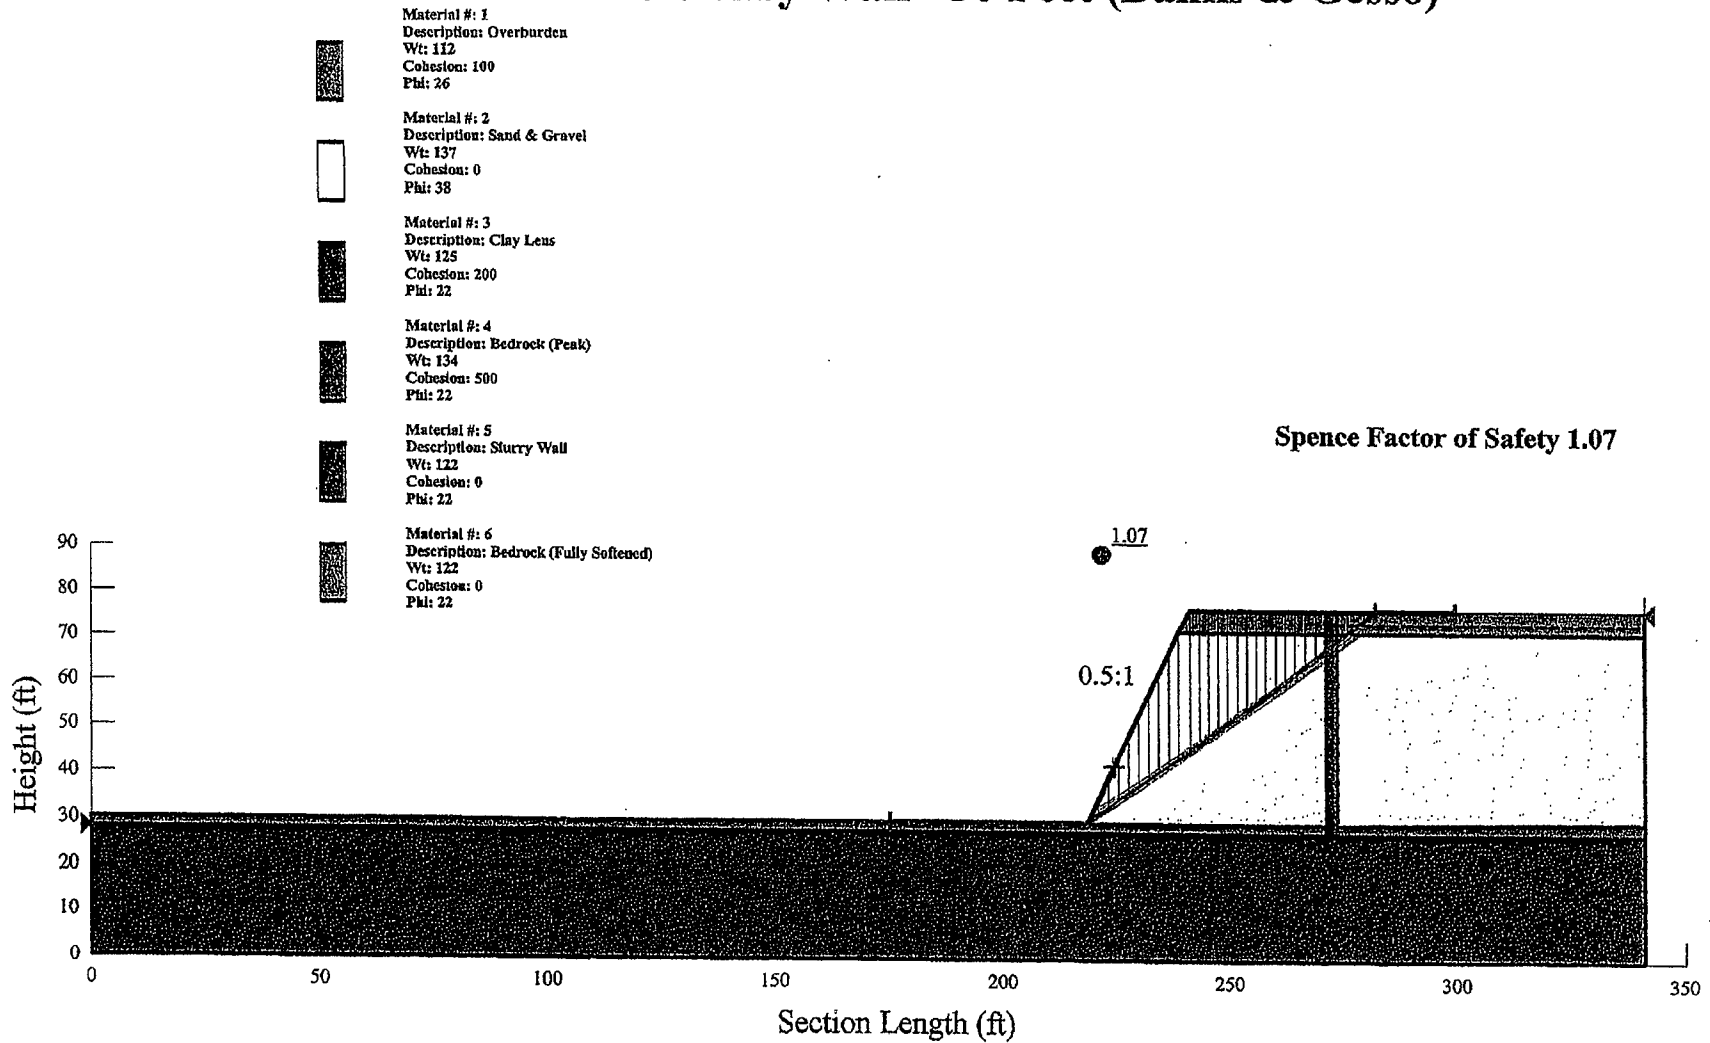 Material #: 1
Description: Overburden
Wt: 112
Cohesion: 100
Phi: 26
Material #: 2
Description: Sand & Gravel
Wt: 137
Cohesion: 0
Phi: 38
Material #: 3
Description: Clay Lens
Wt: 125
Cohesion: 200
Phi: 22
Material #: 4
Description: Bedrock (Peak)
Wt: 134
Cohesion: 500
Phi: 22
Material #: 5
Description: Slurry Wall
Wt: 122
Cohesion: 0
Phi: 22
Material #: 6
Description: Bedrock (Fully Softened)
Wt: 122
Cohesion: 0
Phi: 22
Spence Factor of Safety 1.07
1.07
0.5:1
90
80
70
60
50
40
30
20
10
0
Height (ft)
0
50
100
150
200
250
300
350
Section Length (ft)